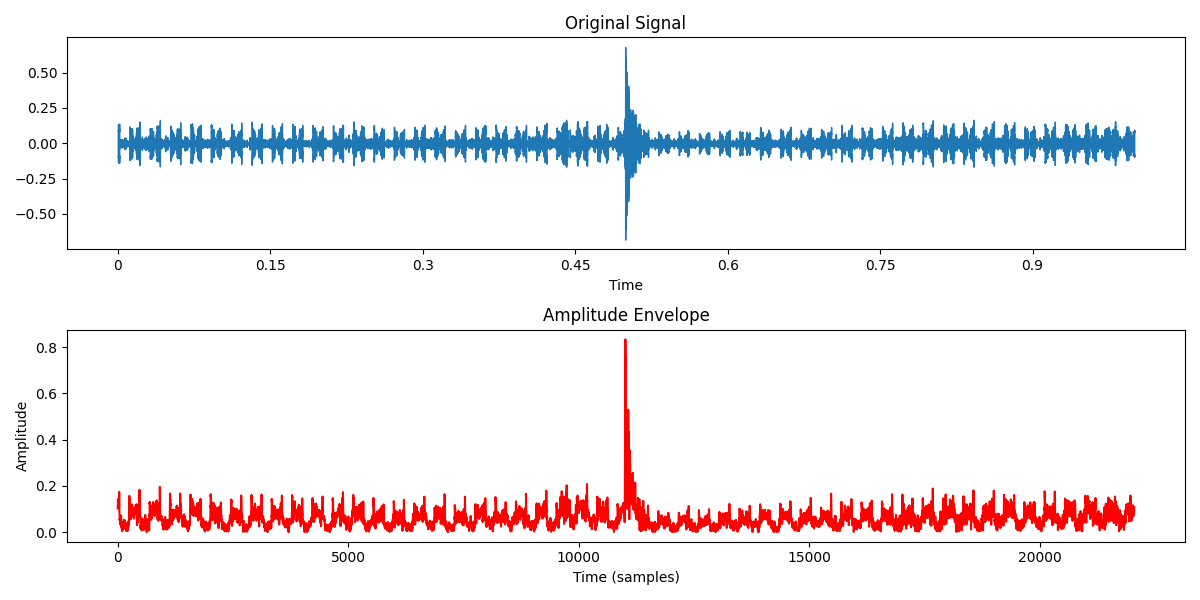 Original Signal
0.50
0.25
0.00
−0.25
−0.50
0 0.15 0.3 0.45 0.6 0.75 0.9
Time
Amplitude Envelope
Amplitude
0.8
0.6
0.4
0.2
0.0
0 5000 10000 15000 20000
Time (samples)